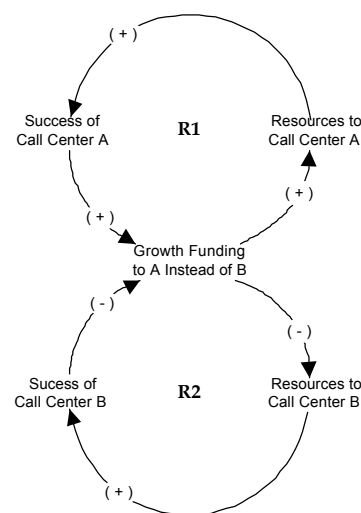 ( + )
Success of
Call Center A
R1
Resources to
Call Center A
( + )
( + )
Growth Funding
to A Instead of B
( - )
( - )
Sucess of
Call Center B
R2
Resources to
Call Center B
( + )